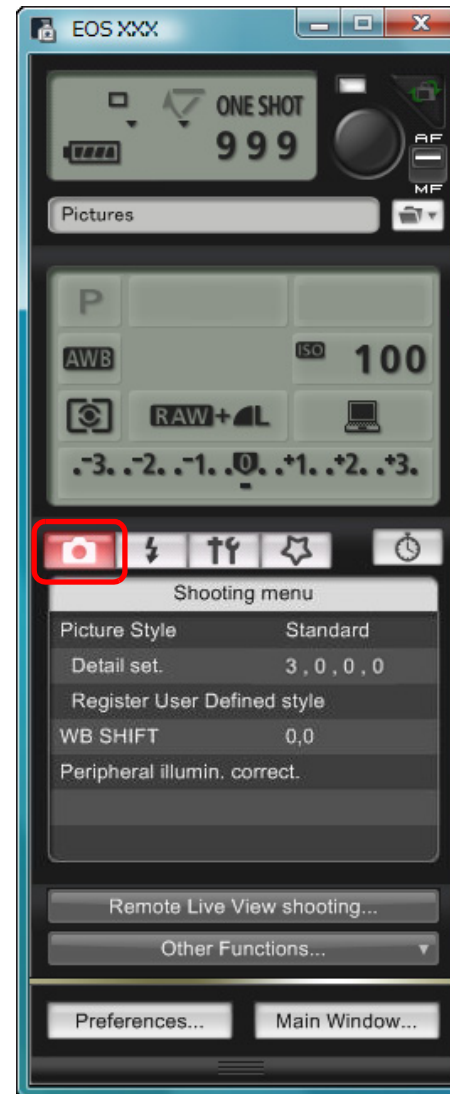 EOS XXX
ONE SHOT
999
AF
MF
Pictures
P
AWB
ISO 100
RAW+L
.-3. .-2. .-1. .0. .+1. .+2. .+3.
Shooting menu
Picture Style Standard
Detail set. 3 , 0 , 0 , 0
Register User Defined style
WB SHIFT 0,0
Peripheral illumin. correct.
Remote Live View shooting...
Other Functions...
Preferences... Main Window...